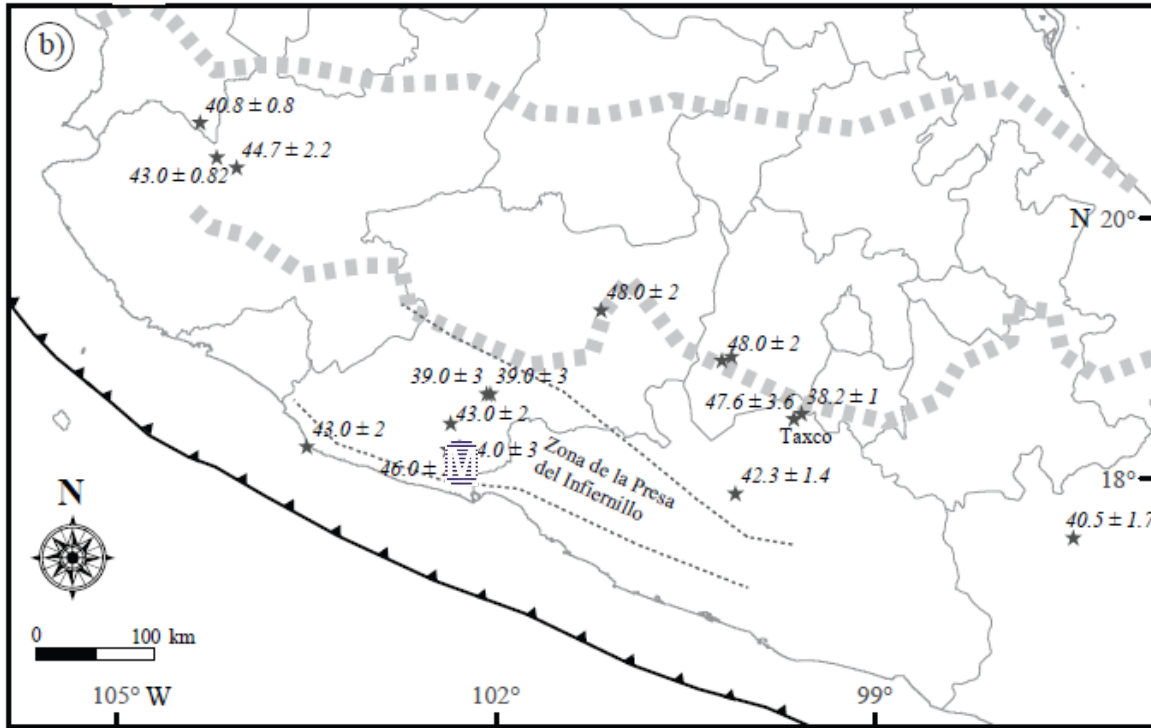 b)
40.8 ± 0.8
44.7 ± 2.2
43.0 ± 0.82
N 20°
48.0 ± 2
48.0 ± 2
39.0 ± 3
39.0 ± 3
47.6 ± 3.6
38.2 ± 1
43.0 ± 2
Taxco
43.0 ± 2
4.0 ± 3
46.0 ±
Zona de la Presa
del Infiernillo
42.3 ± 1.4
18°
40.5 ± 1.7
N
0 100 km
105° W
102°
99°